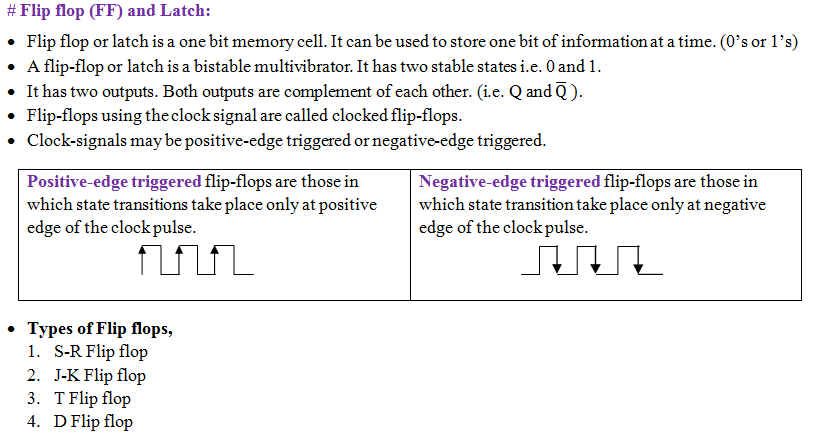 # Flip flop (FF) and Latch:
• Flip flop or latch is a one bit memory cell. It can be used to store one bit of information at a time. (0’s or 1’s)
• A flip-flop or latch is a bistable multivibrator. It has two stable states i.e. 0 and 1.
• It has two outputs. Both outputs are complement of each other. (i.e. Q and Q̅ ).
• Flip-flops using the clock signal are called clocked flip-flops.
• Clock-signals may be positive-edge triggered or negative-edge triggered.
Positive-edge triggered flip-flops are those in
which state transitions take place only at positive
edge of the clock pulse.
Negative-edge triggered flip-flops are those in
which state transition take place only at negative
edge of the clock pulse.
• Types of Flip flops,
1. S-R Flip flop
2. J-K Flip flop
3. T Flip flop
4. D Flip flop